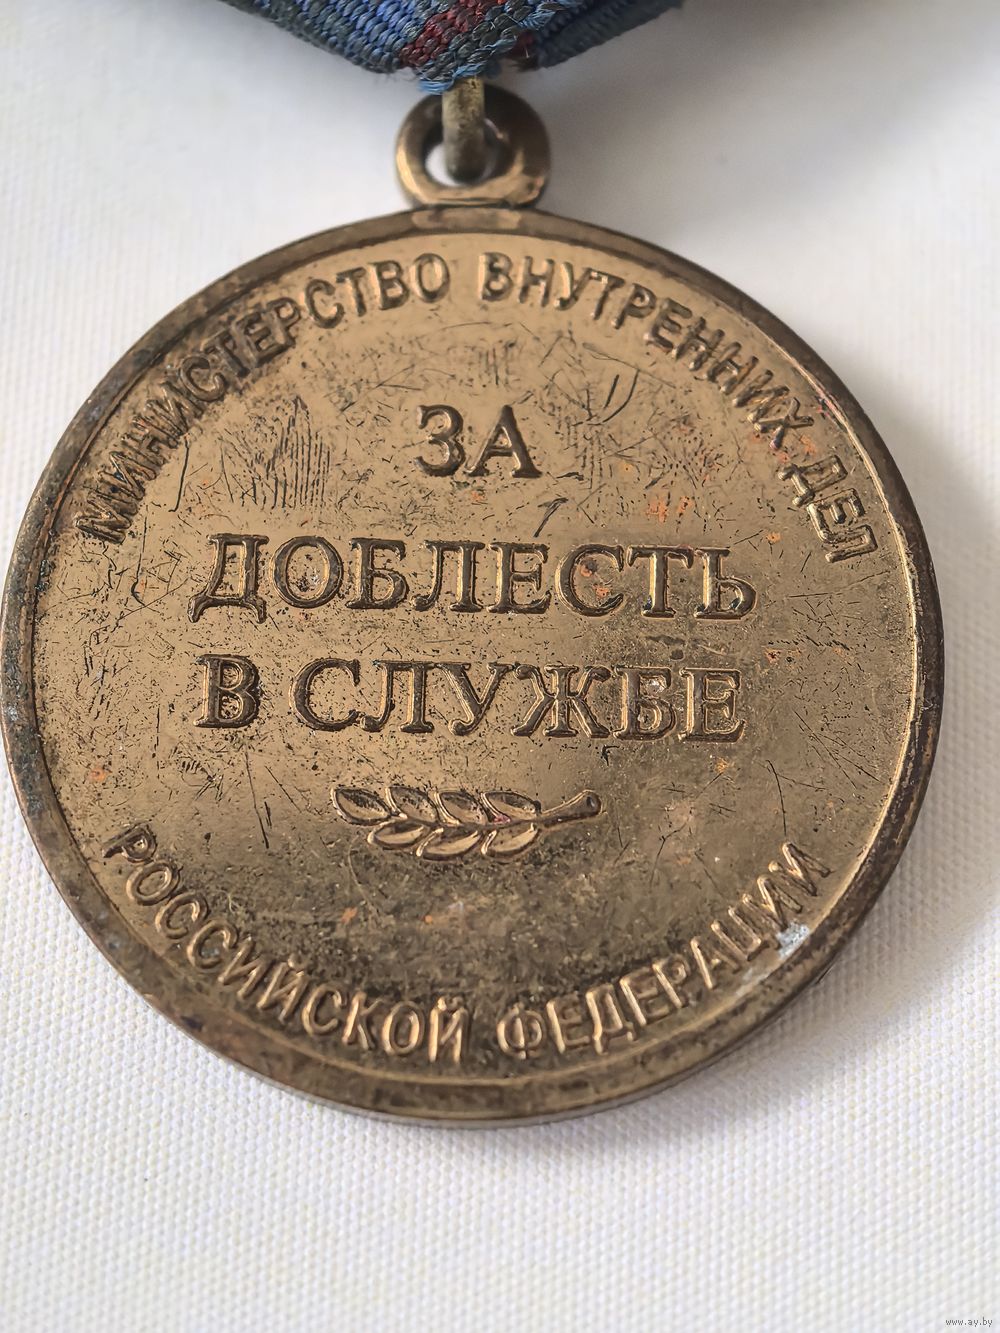 МИНИСТЕРСТВО ВНУТРЕННИХ ДЕЛ
ЗА
ДОБЛЕСТЬ
В СЛУЖБЕ
РОССИЙСКОЙ ФЕДЕРАЦИИ
www.ay.by